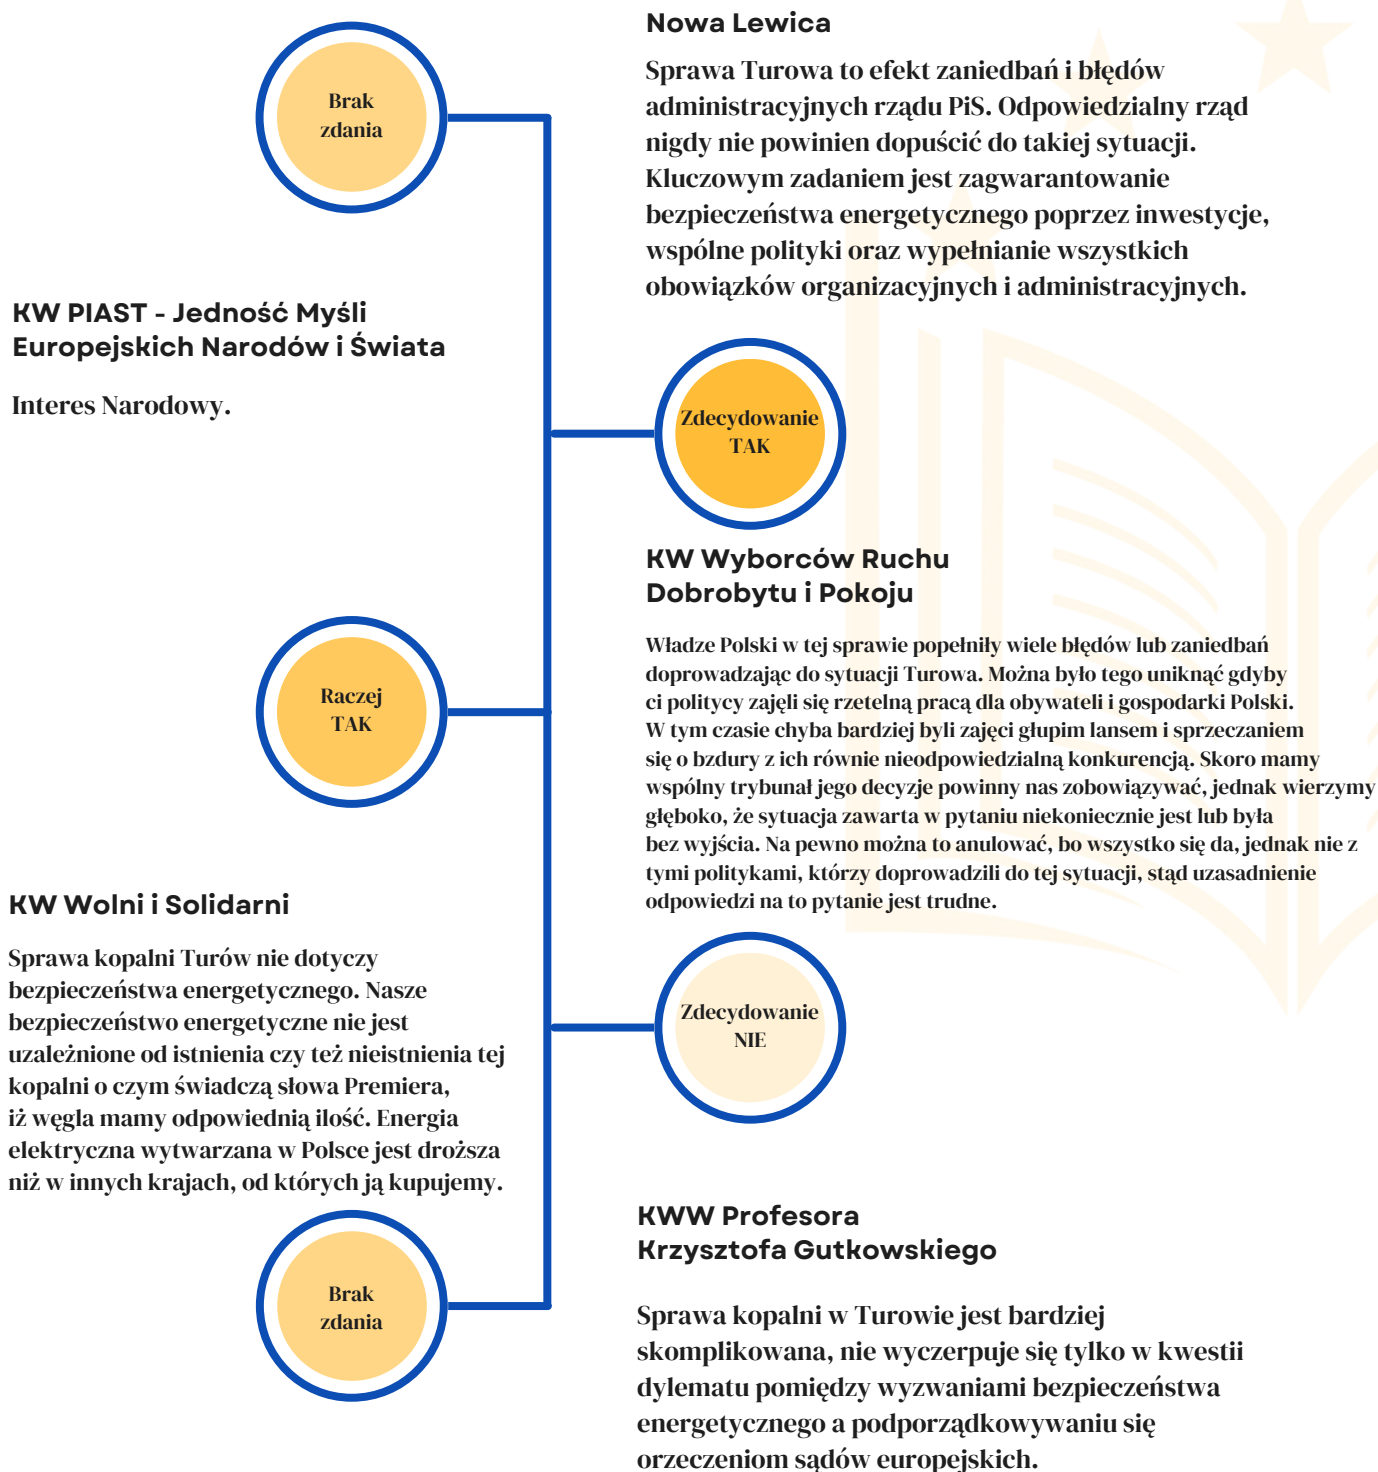 Brak
zdania
Nowa Lewica
Sprawa Turowa to efekt zaniedbań i błędów
administracyjnych rządu PiS. Odpowiedzialny rząd
nigdy nie powinien dopuścić do takiej sytuacji.
Kluczowym zadaniem jest zagwarantowanie
bezpieczeństwa energetycznego poprzez inwestycje,
wspólne polityki oraz wypełnianie wszystkich
obowiązków organizacyjnych i administracyjnych.
KW PIAST - Jedność Myśli
Europejskich Narodów i Świata
Interes Narodowy.
Zdecydowanie
TAK
KW Wyborców Ruchu
Dobrobytu i Pokoju
Władze Polski w tej sprawie popełniły wiele błędów lub zaniedbań
doprowadzając do sytuacji Turowa. Można było tego uniknąć gdyby
ci politycy zajęli się rzetelną pracą dla obywateli i gospodarki Polski.
W tym czasie chyba bardziej byli zajęci głupim lansem i sprzeczaniem
się o bzdury z ich równie nieodpowiedzialną konkurencją. Skoro mamy
wspólny trybunał jego decyzje powinny nas zobowiązywać, jednak wierzymy
głęboko, że sytuacja zawarta w pytaniu niekoniecznie jest lub była
bez wyjścia. Na pewno można to anulować, bo wszystko się da, jednak nie z
tymi politykami, którzy doprowadzili do tej sytuacji, stąd uzasadnienie
odpowiedzi na to pytanie jest trudne.
Raczej
TAK
KW Wolni i Solidarni
Sprawa kopalni Turów nie dotyczy
bezpieczeństwa energetycznego. Nasze
bezpieczeństwo energetyczne nie jest
uzależnione od istnienia czy też nieistnienia tej
kopalni o czym świadczą słowa Premiera,
iż węgla mamy odpowiednią ilość. Energia
elektryczna wytwarzana w Polsce jest droższa
niż w innych krajach, od których ją kupujemy.
Zdecydowanie
NIE
KWW Profesora
Krzysztofa Gutkowskiego
Sprawa kopalni w Turowie jest bardziej
skomplikowana, nie wyczerpuje się tylko w kwestii
dylematu pomiędzy wyzwaniami bezpieczeństwa
energetycznego a podporządkowywaniu się
orzeczeniom sądów europejskich.
Brak
zdania